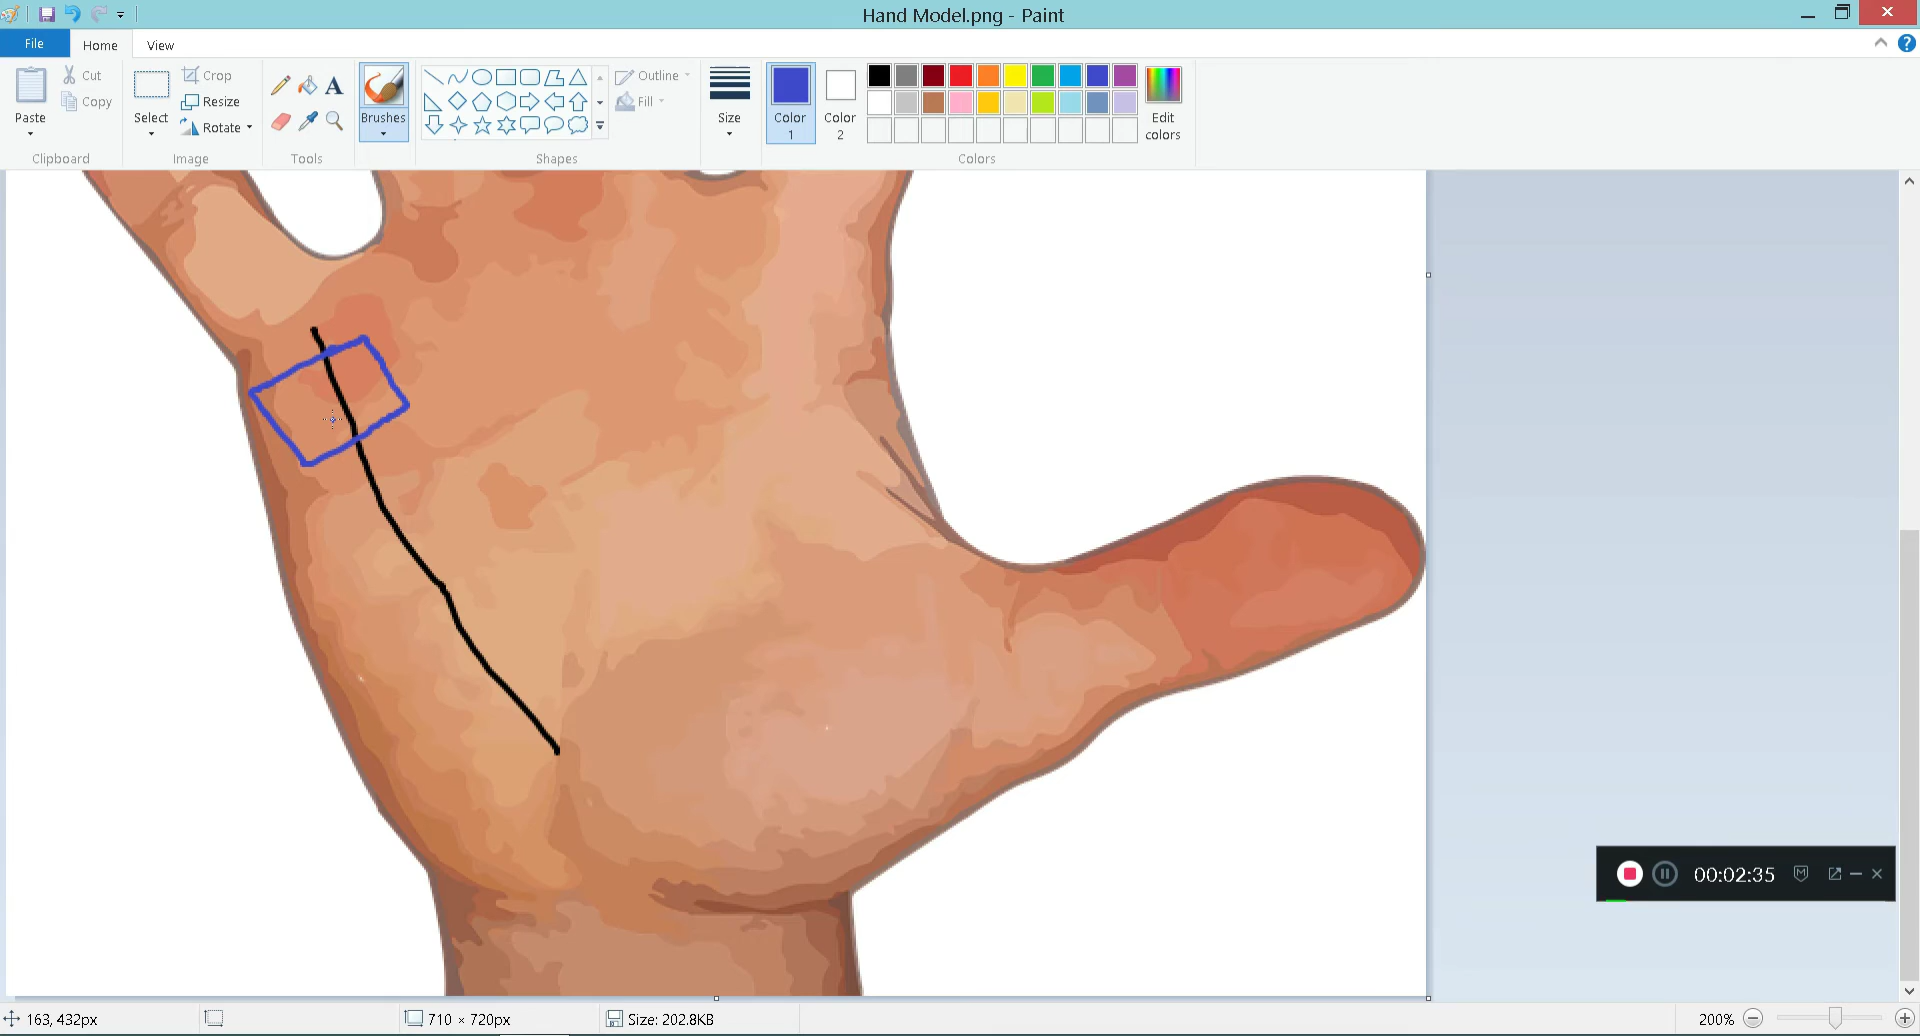 Hand Model.png - Paint
File Home View
Paste
Cut
Copy
Clipboard
Select
Crop
Resize
Rotate
Image
Tools
Brushes
Outline
Fill
Shapes
Size
Color 1
Color 2
Edit colors
Colors
00:02:35
163, 432px
710 × 720px
Size: 202.8KB
200%